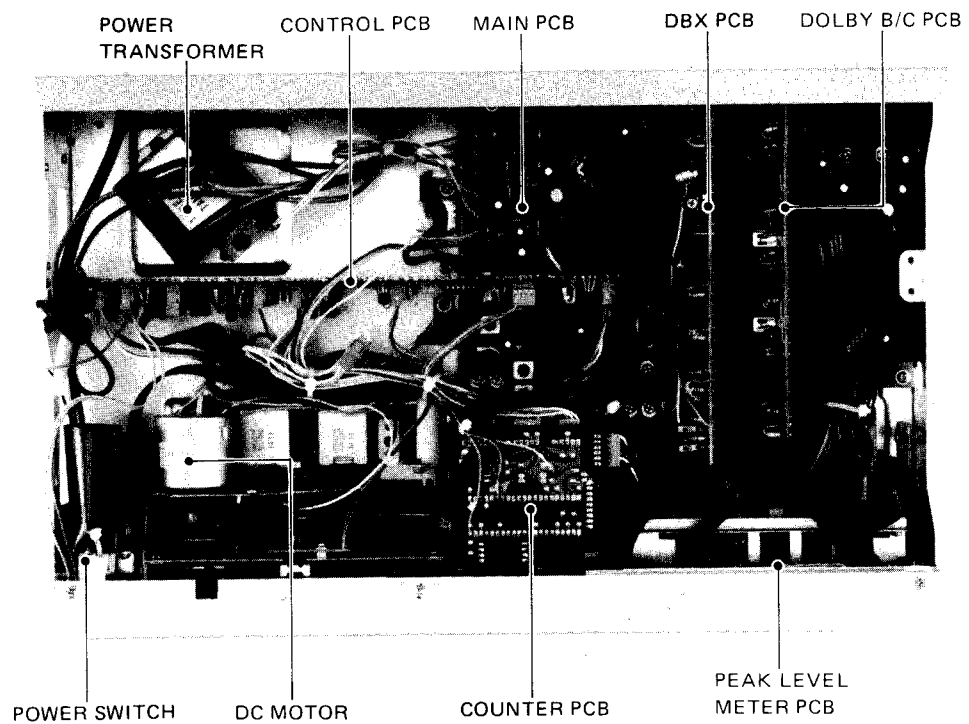 POWER
TRANSFORMER
CONTROL PCB
MAIN PCB
DBX PCB
DOLBY B/C PCB
POWER SWITCH
DC MOTOR
COUNTER PCB
PEAK LEVEL
METER PCB